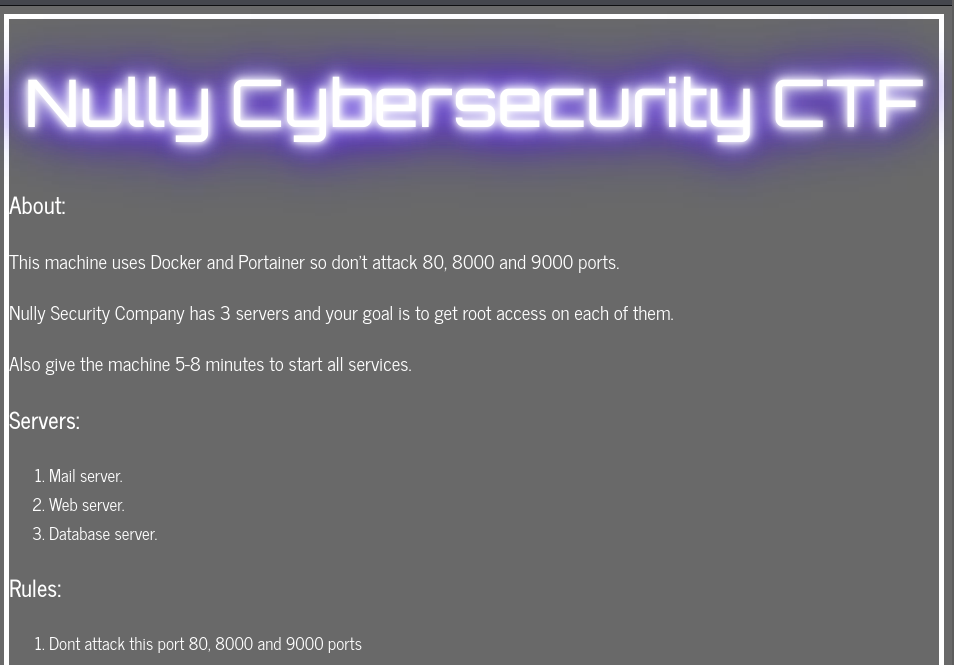 Nully Cybersecurity CTF
About:
This machine uses Docker and Portainer so don't attack 80, 8000 and 9000 ports.
Nully Security Company has 3 servers and your goal is to get root access on each of them.
Also give the machine 5-8 minutes to start all services.
Servers:
1. Mail server.
2. Web server.
3. Database server.
Rules:
1. Dont attack this port 80, 8000 and 9000 ports